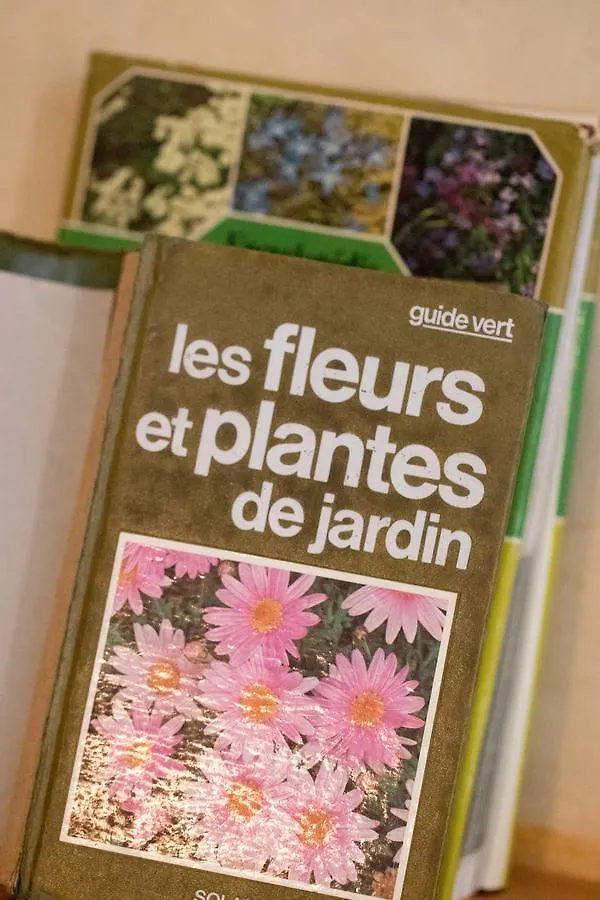 guide vert
les fleurs
et plantes
de jardin